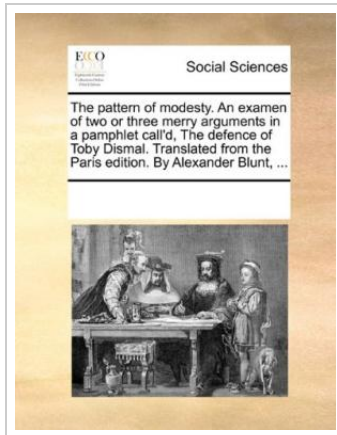 ECCO
Social Sciences
The pattern of modesty. An examen
of two or three merry arguments in
a pamphlet call'd, The defence of
Toby Dismal. Translated from the
Paris edition. By Alexander Blunt, ...